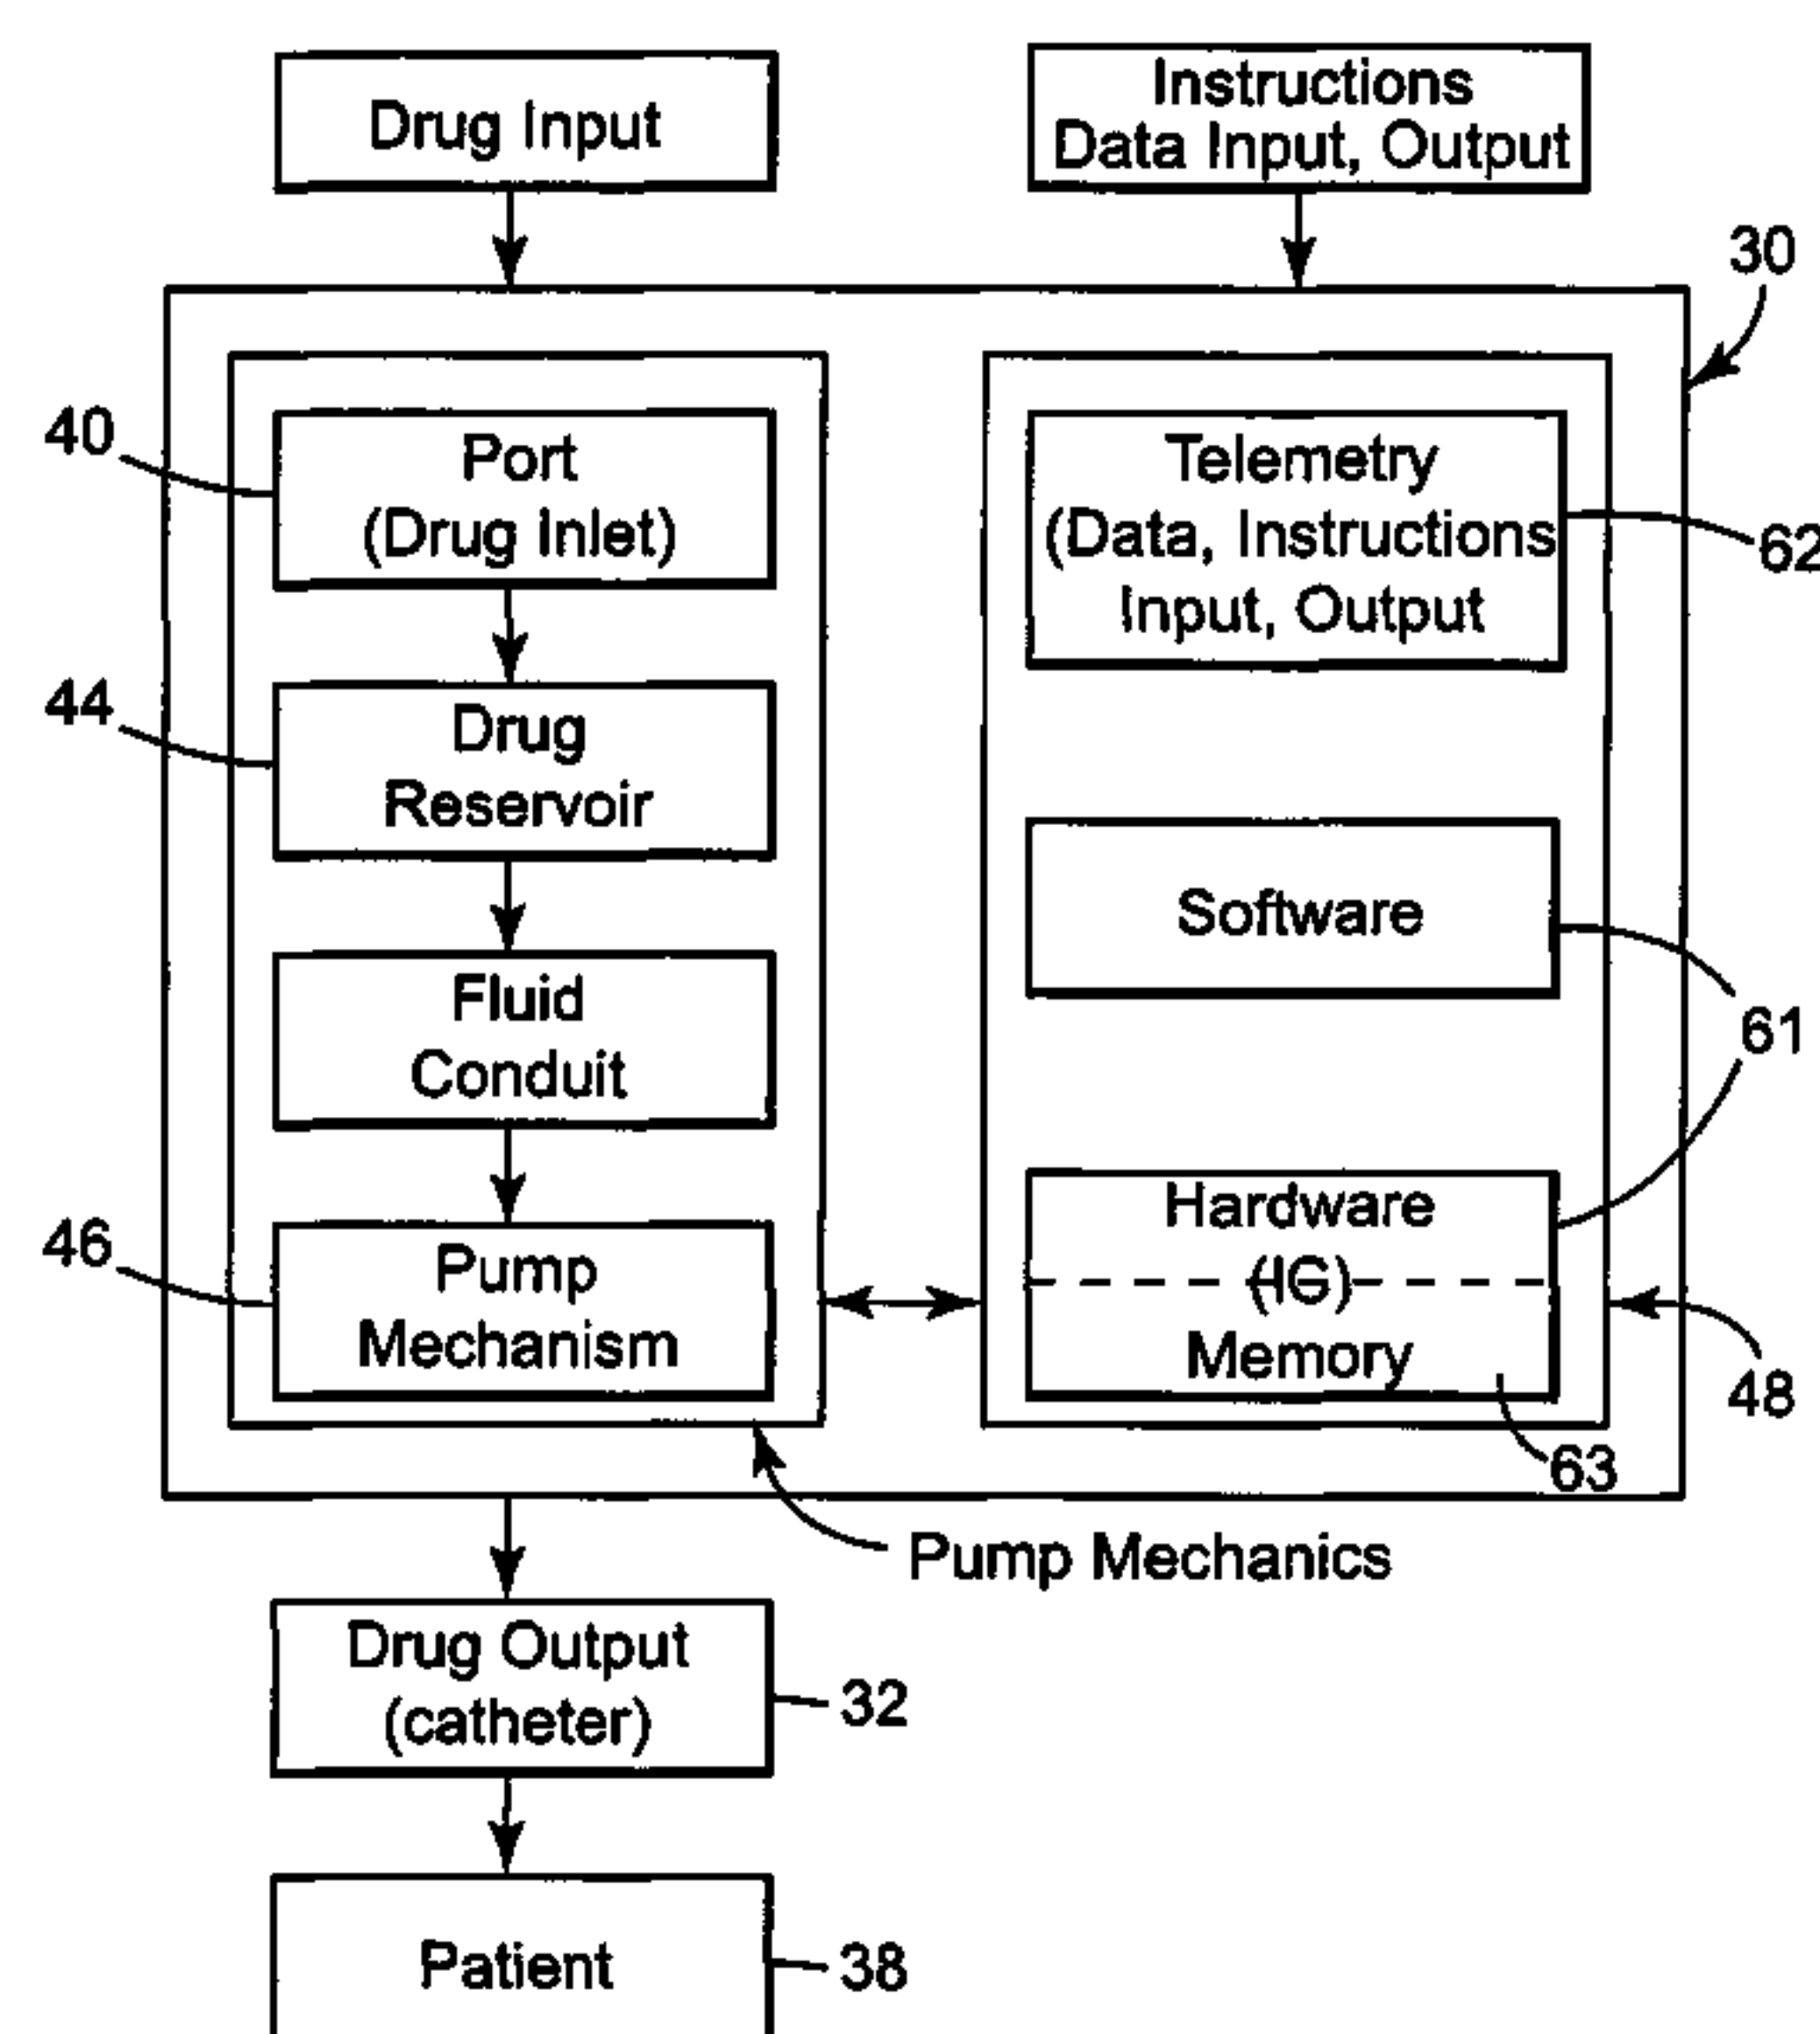 Drug Input
Instructions
Data Input, Output
30
40
Port
(Drug Inlet)
Telemetry
(Data, Instructions
Input, Output
62
44
Drug
Reservoir
Software
Fluid
Conduit
61
46
Pump
Mechanism
Hardware
(IG)
Memory
48
63
Pump Mechanics
Drug Output
(catheter)
32
Patient
38